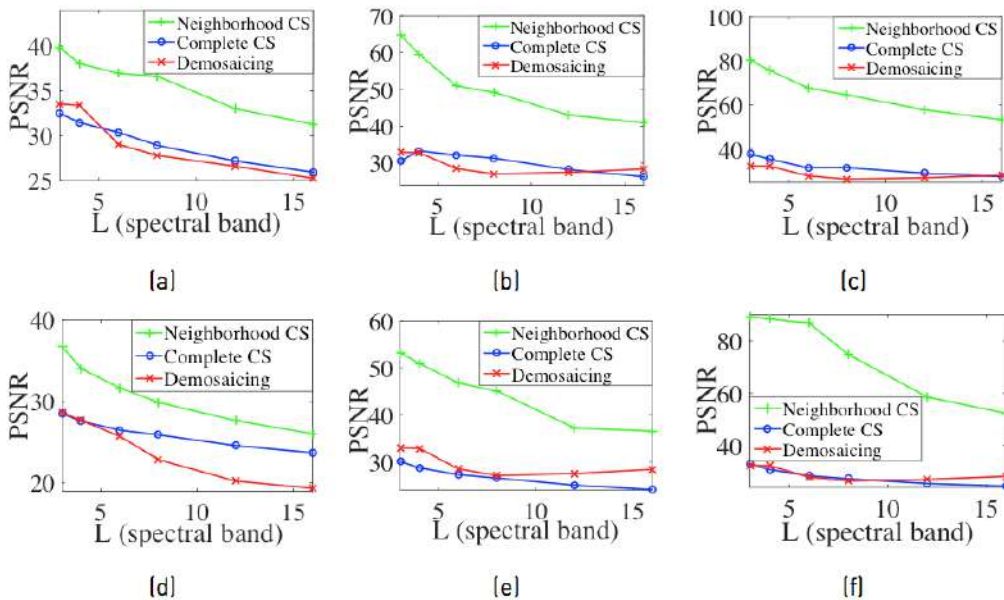 40
35
30
25
PSNR
Neighborhood CS
Complete CS
Demosaicing
5
10
15
L (spectral band)
(a)
70
50
30
PSNR
Neighborhood CS
Complete CS
Demosaicing
5
10
15
L (spectral band)
(b)
100
80
60
40
PSNR
Neighborhood CS
Complete CS
Demosaicing
5
10
15
L (spectral band)
(c)
40
30
20
PSNR
Neighborhood CS
Complete CS
Demosaicing
5
10
15
L (spectral band)
(d)
60
50
40
30
PSNR
Neighborhood CS
Complete CS
Demosaicing
5
10
15
L (spectral band)
(e)
80
60
40
PSNR
Neighborhood CS
Complete CS
Demosaicing
5
10
15
L (spectral band)
(f)